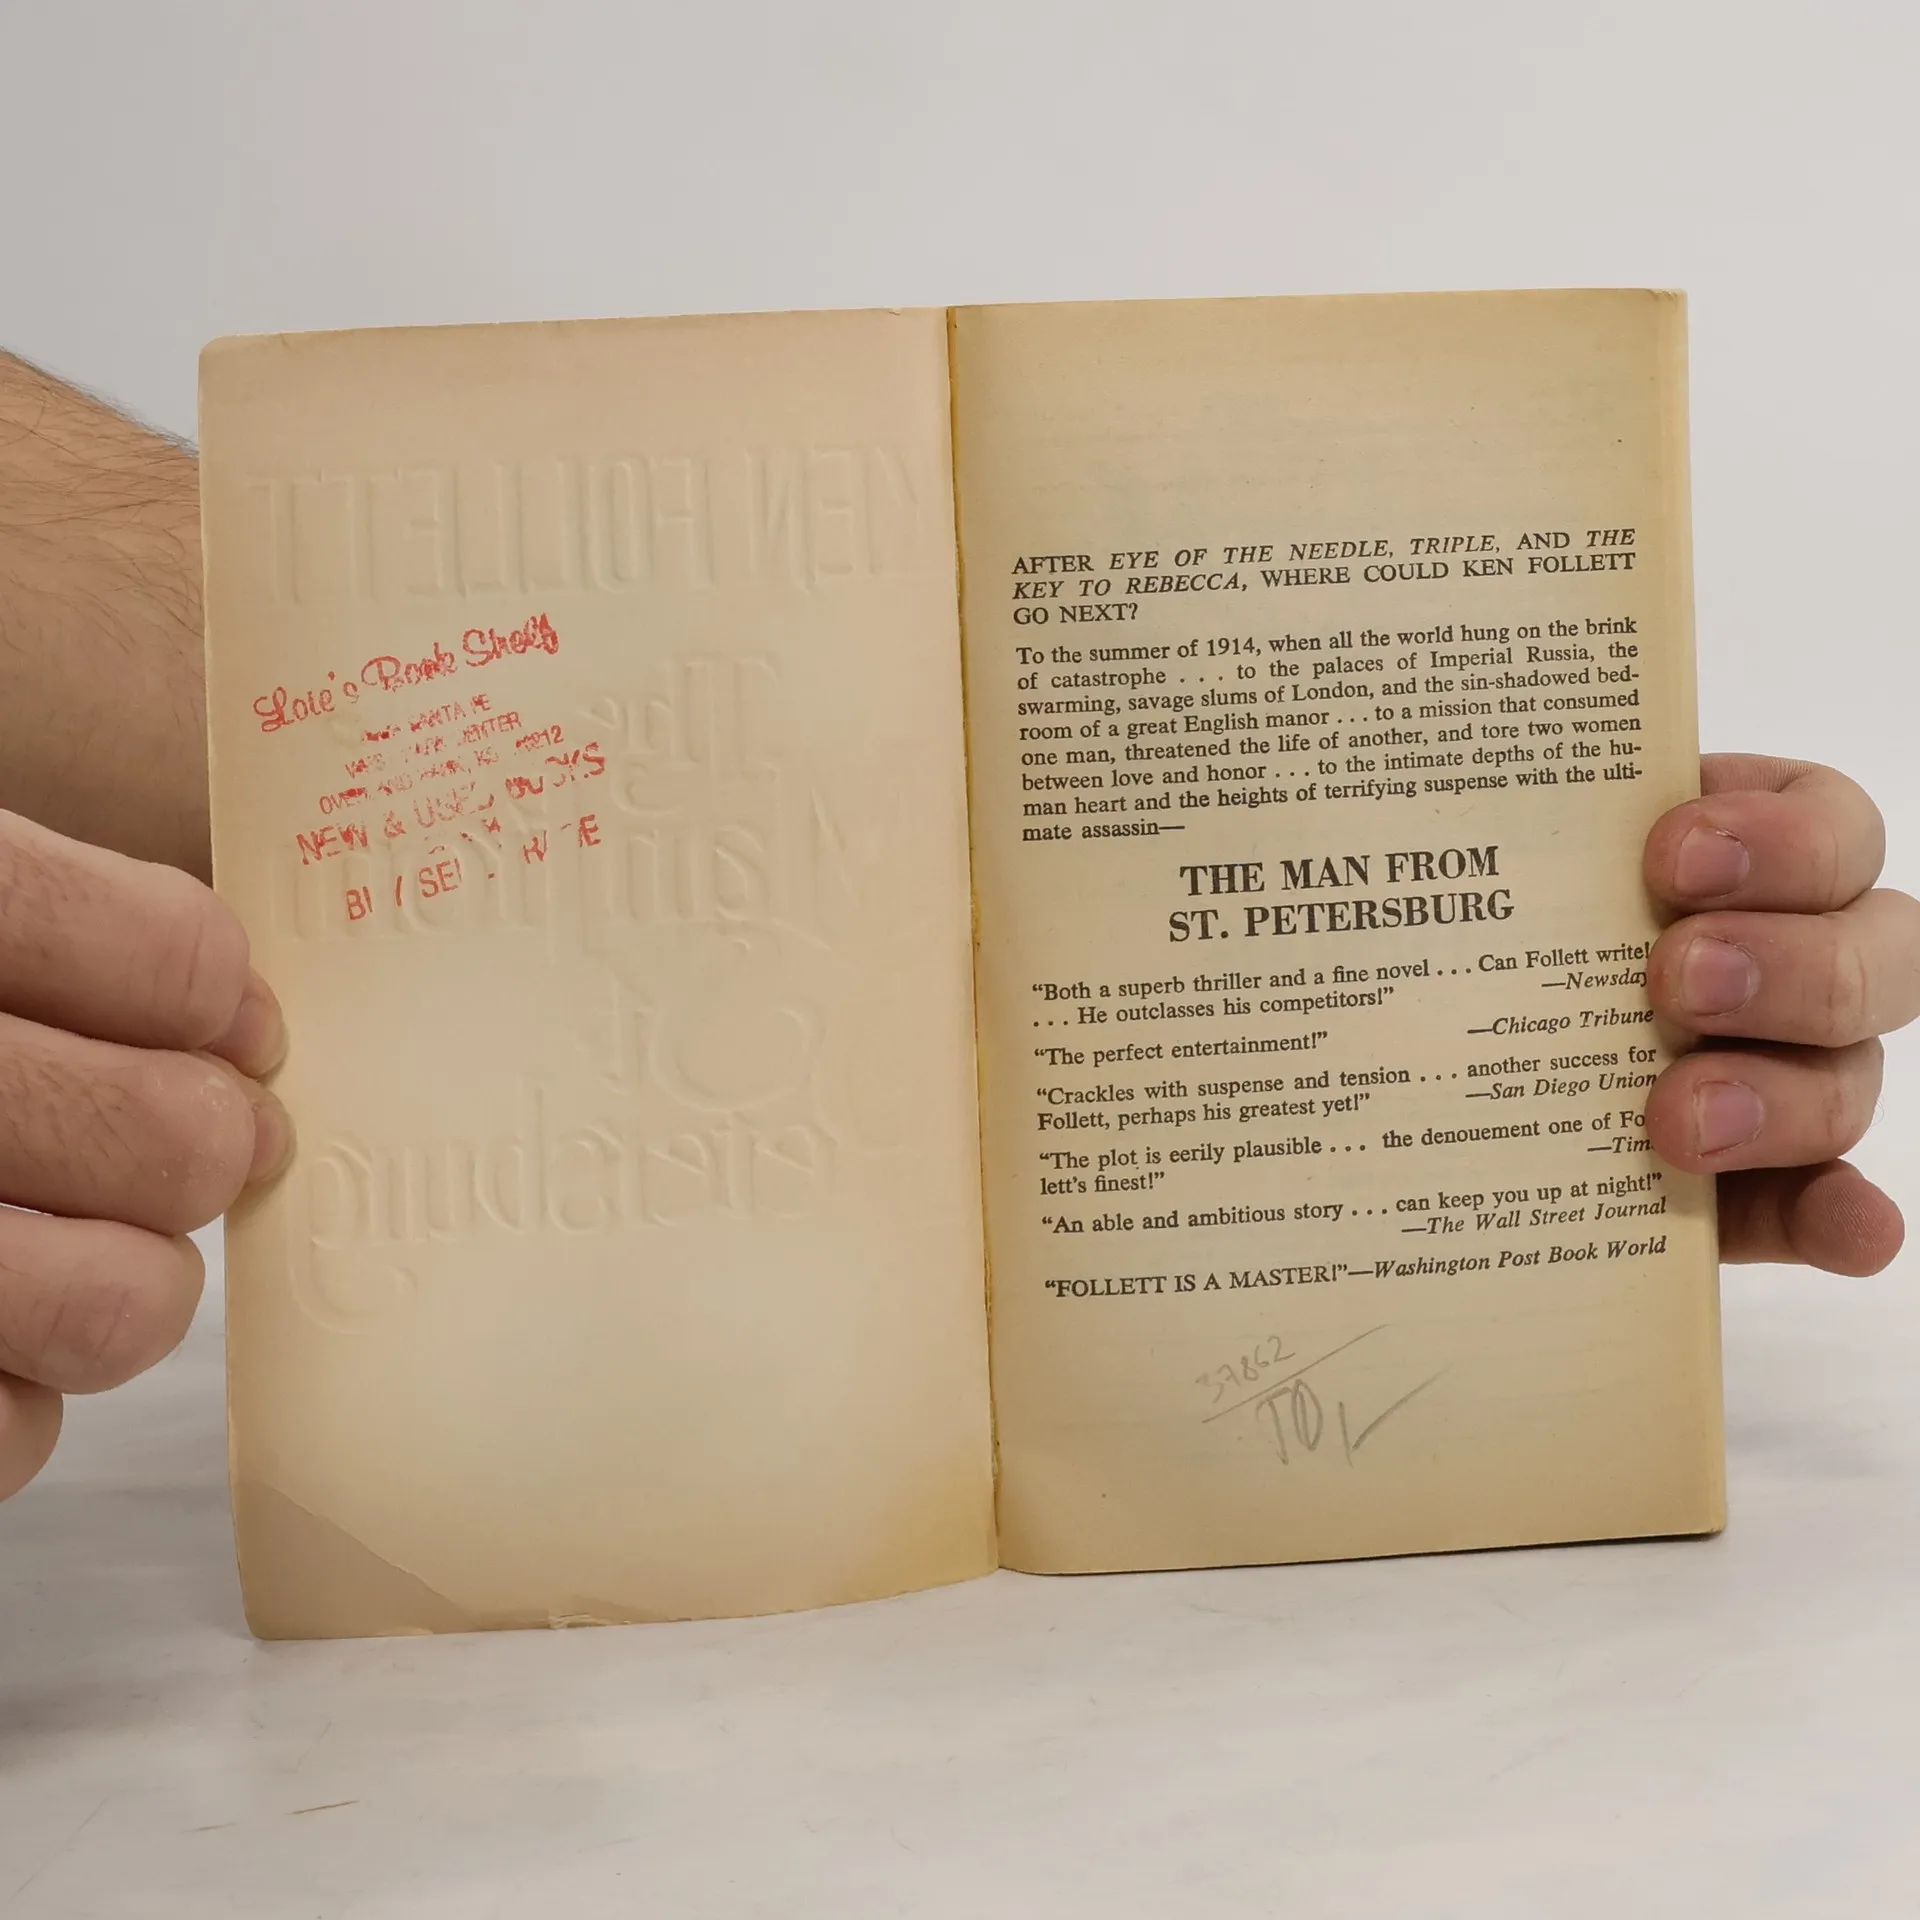 Book Shelf
SANTA FE
NEW & USED BOOKS
AFTER EYE OF THE NEEDLE, TRIPLE, AND THE
KEY TO REBECCA, WHERE COULD KEN FOLLETT
GO NEXT?
To the summer of 1914, when all the world hung on the brink
of catastrophe . . . to the palaces of Imperial Russia, the
swarming, savage slums of London, and the sin-shadowed bed-
room of a great English manor . . . to a mission that consumed
one man, threatened the life of another, and tore two women
between love and honor . . . to the intimate depths of the hu-
man heart and the heights of terrifying suspense with the ulti-
mate assassin—
THE MAN FROM
ST. PETERSBURG
“Both a superb thriller and a fine novel . . . Can Follett write!
. . . He outclasses his competitors!” —Newsday
“The perfect entertainment!” —Chicago Tribune
“Crackles with suspense and tension . . . another success for
Follett, perhaps his greatest yet!” —San Diego Union
“The plot is eerily plausible . . . the denouement one of Fo
lett's finest!” —Tim
“An able and ambitious story . . . can keep you up at night!”
—The Wall Street Journal
“FOLLETT IS A MASTER!”—Washington Post Book World
37862